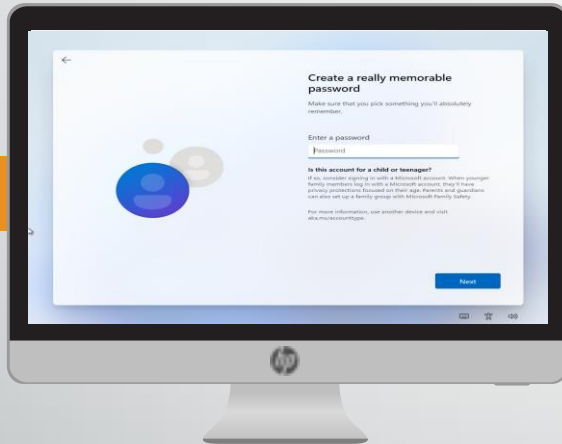 Create a really memorable
password
Make sure that you pick something you'll absolutely
remember.
Enter a password
Password
Is this account for a child or teenager?
If so, consider signing in with a Microsoft account. When younger
family members log in with a Microsoft account, they'll have
privacy protections focused on their age. Parents and guardians
can also set up a family group with Microsoft Family Safety.
For more information, use another device and visit
aka.ms/accounttype.
Next
hp